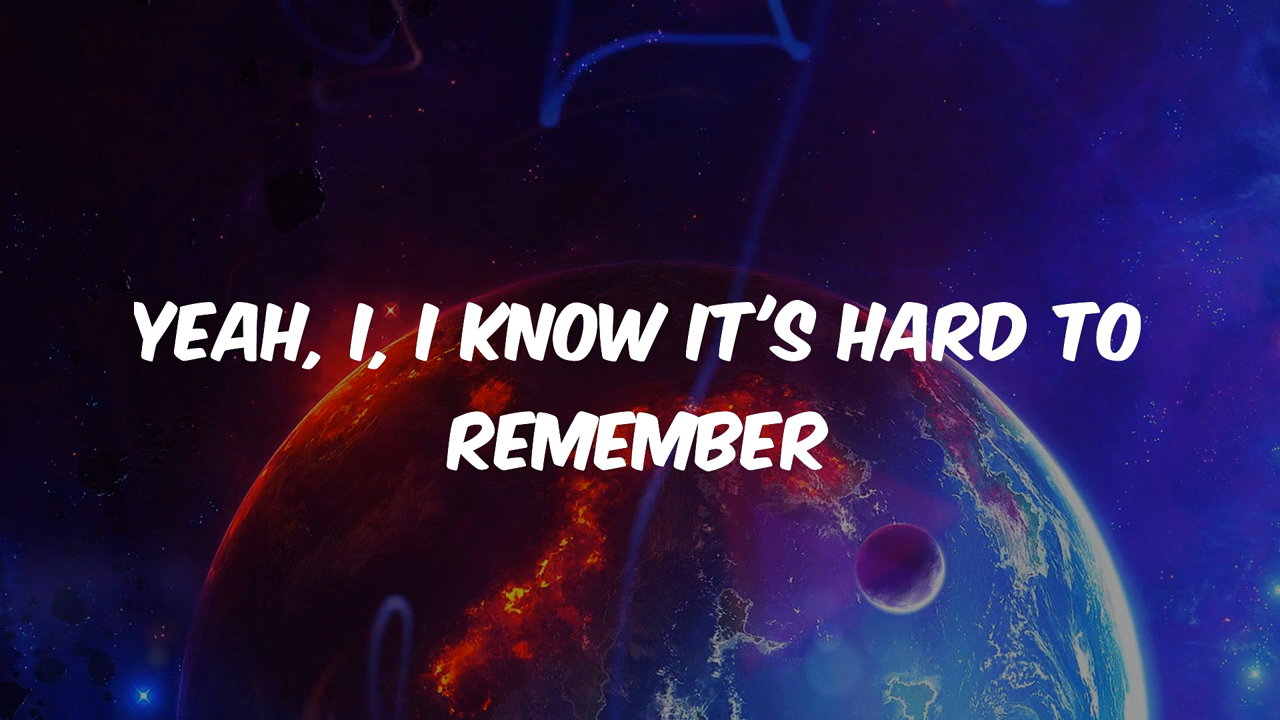 YEAH, I, I KNOW IT'S HARD TO
REMEMBER